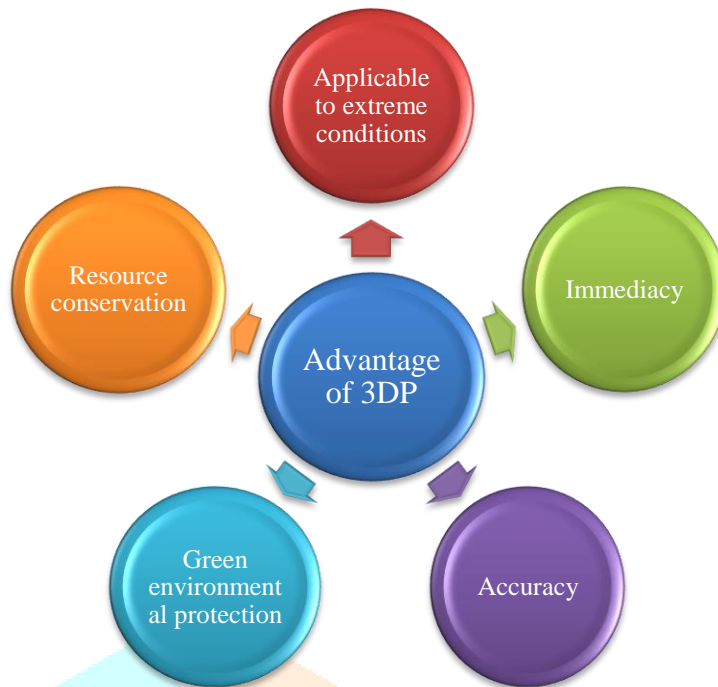 Applicable
to extreme
conditions
Resource
conservation
Immediacy
Advantage
of 3DP
Green
environment
al protection
Accuracy